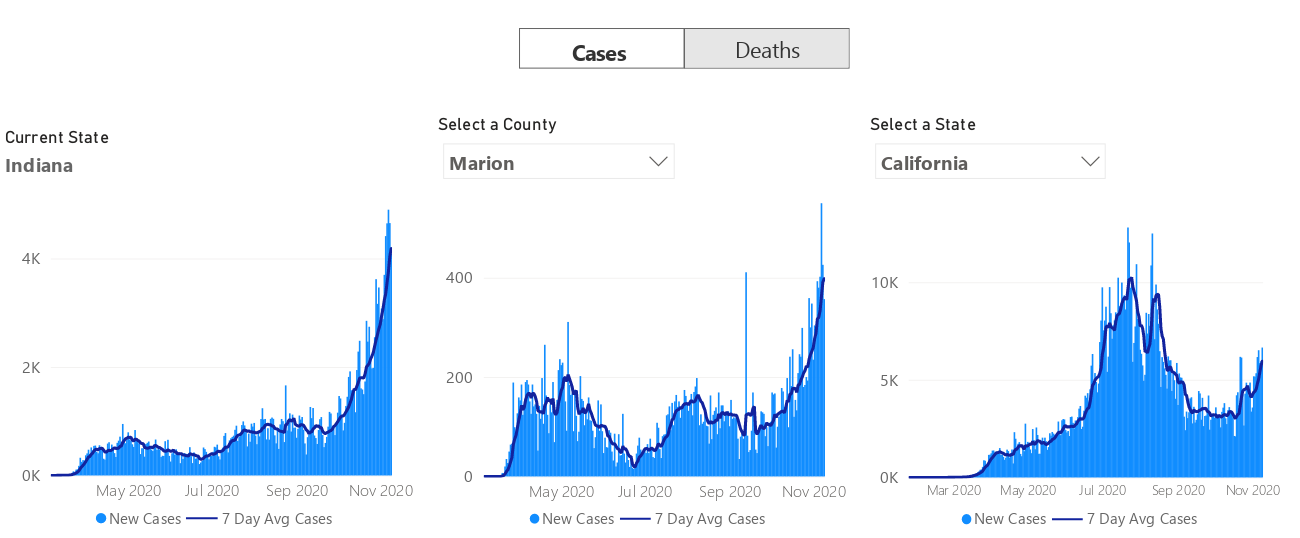 Cases
Deaths
Current State
Indiana
4K
2K
0K
May 2020 Jul 2020 Sep 2020 Nov 2020
New Cases 7 Day Avg Cases
Select a County
Marion
400
200
0
May 2020 Jul 2020 Sep 2020 Nov 2020
New Cases 7 Day Avg Cases
Select a State
California
10K
5K
0K
Mar 2020 May 2020 Jul 2020 Sep 2020 Nov 2020
New Cases 7 Day Avg Cases